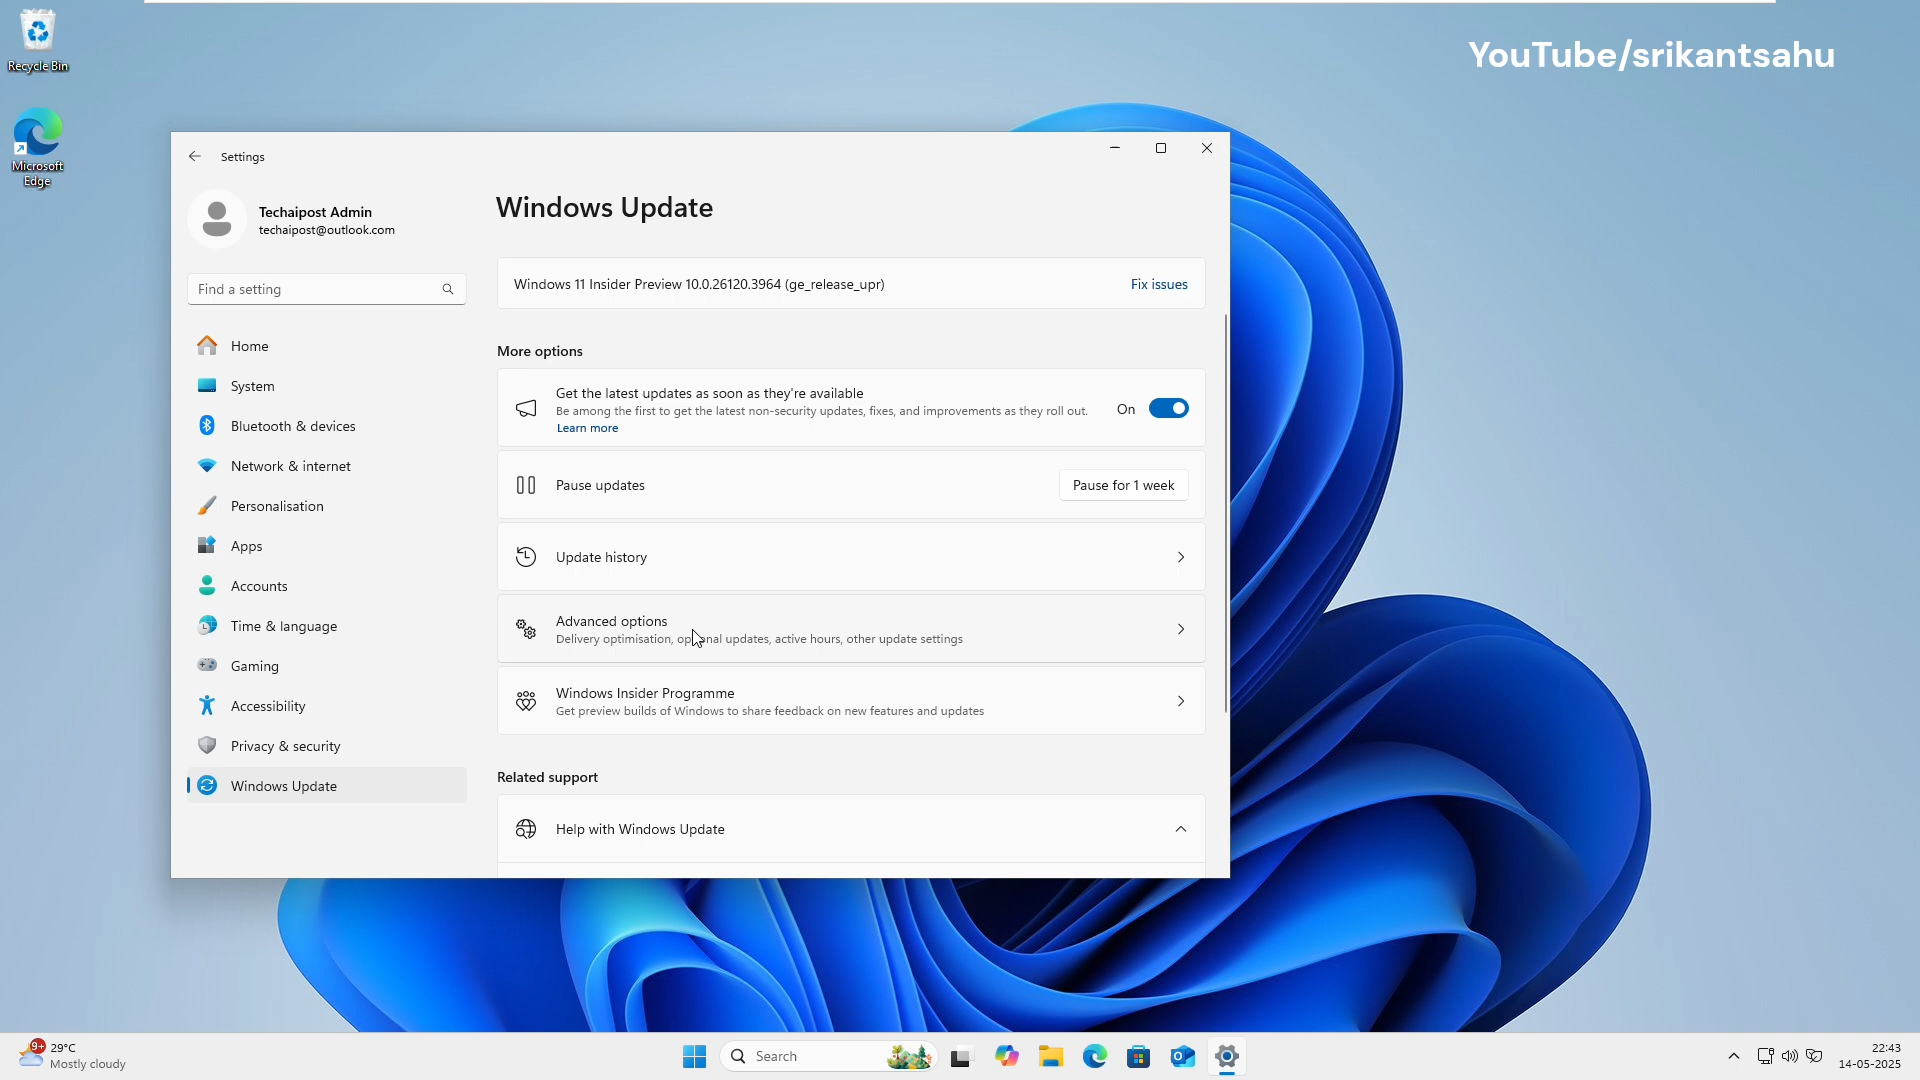 YouTube/srikantsahu
Recycle Bin
Microsoft
Edge
Settings
Techaipost Admin
techaipost@outlook.com
Find a setting
Home
System
Bluetooth & devices
Network & internet
Personalisation
Apps
Accounts
Time & language
Gaming
Accessibility
Privacy & security
Windows Update
Windows Update
Windows 11 Insider Preview 10.0.26120.3964 (ge_release_upr)
Fix issues
More options
Get the latest updates as soon as they're available
Be among the first to get the latest non-security updates, fixes, and improvements as they roll out.
Learn more
On
Pause updates
Pause for 1 week
Update history
Advanced options
Delivery optimisation, optional updates, active hours, other update settings
Windows Insider Programme
Get preview builds of Windows to share feedback on new features and updates
Related support
Help with Windows Update
9+
29°C
Mostly cloudy
Search
22:43
14-05-2025